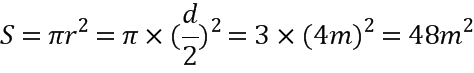 S = πr² = π × (d/2)² = 3 × (4m)² = 48m²